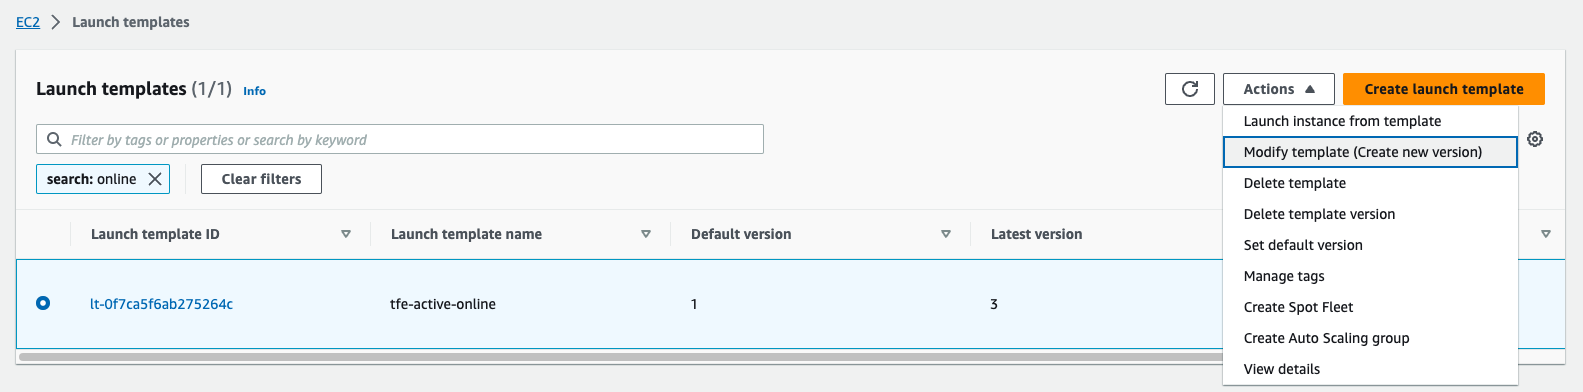 EC2 > Launch templates
Launch templates (1/1) Info
Actions
Create launch template
Filter by tags or properties or search by keyword
search: online
Clear filters
Launch instance from template
Modify template (Create new version)
Delete template
Delete template version
Set default version
Manage tags
Create Spot Fleet
Create Auto Scaling group
View details
Launch template ID Launch template name Default version Latest version
lt-0f7ca5f6ab275264c tfe-active-online 1 3